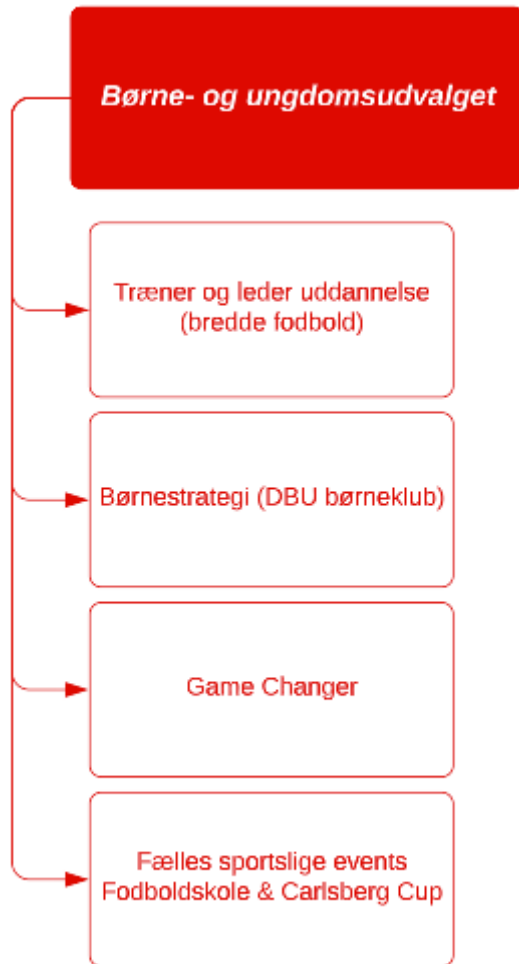 Børne- og ungdomsudvalget
Træner og leder uddannelse
(bredde fodbold)
Børnestrategi (DBU børneklub)
Game Changer
Fælles sportslige events
Fodboldskole & Carlsberg Cup